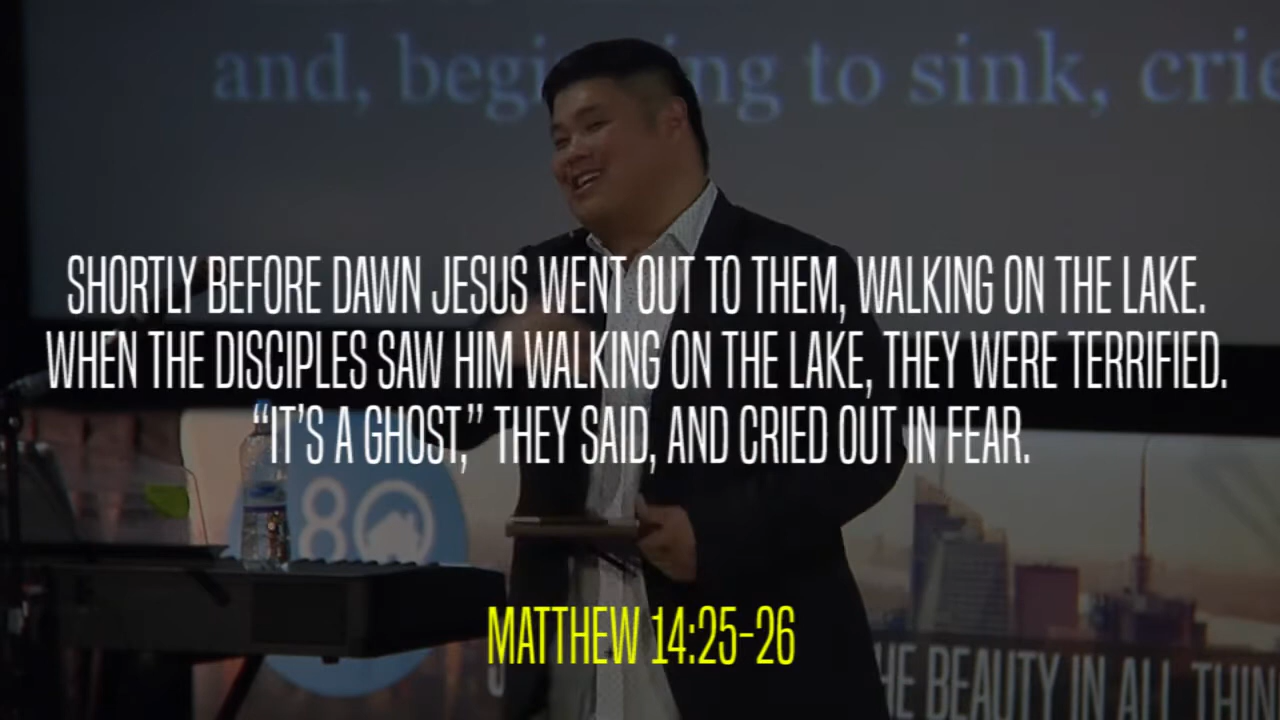 and, beginning to sink, crie
SHORTLY BEFORE DAWN JESUS WENT OUT TO THEM, WALKING ON THE LAKE.
WHEN THE DISCIPLES SAW HIM WALKING ON THE LAKE, THEY WERE TERRIFIED.
“IT’S A GHOST,” THEY SAID, AND CRIED OUT IN FEAR.
80
MATTHEW 14:25-26
HE BEAUTY IN ALL THIN